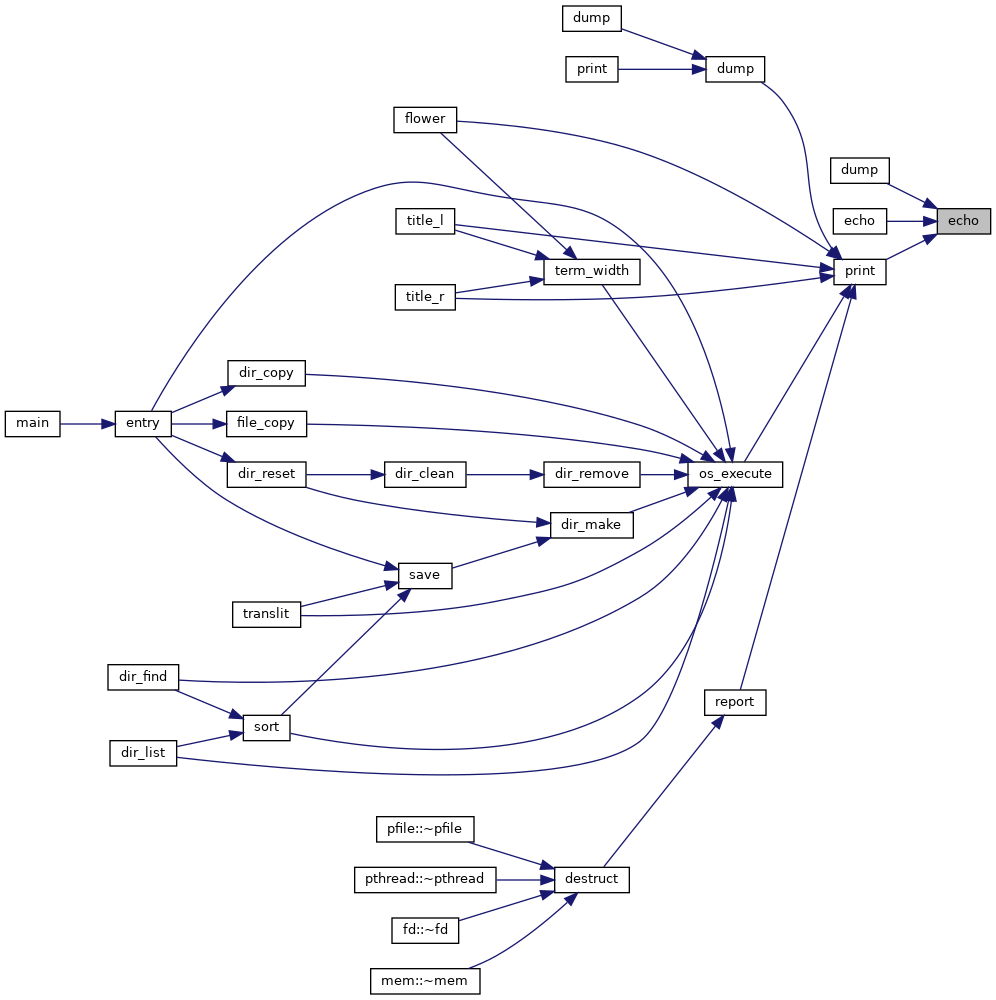 dump
print
dump
flower
dump
title_l
echo
echo
term_width
print
title_r
dir_copy
main
entry
file_copy
dir_reset
dir_clean
dir_remove
os_execute
dir_make
save
translit
dir_find
report
sort
dir_list
pfile::~pfile
pthread::~pthread
destruct
fd::~fd
mem::~mem